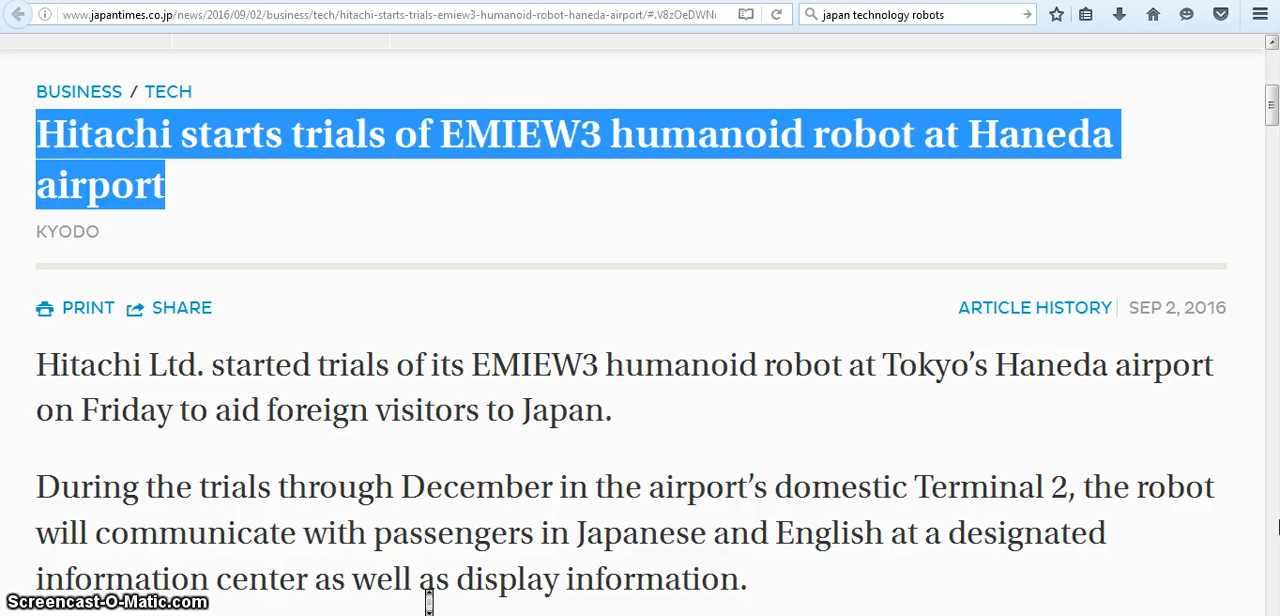 www.japantimes.co.jp/news/2016/09/02/business/tech/hitachi-starts-trials-emiew3-humanoid-robot-haneda-airport/#.V8zOeDWN
japan technology robots
BUSINESS / TECH
Hitachi starts trials of EMIEW3 humanoid robot at Haneda
airport
KYODO
PRINT SHARE
ARTICLE HISTORY SEP 2, 2016
Hitachi Ltd. started trials of its EMIEW3 humanoid robot at Tokyo’s Haneda airport
on Friday to aid foreign visitors to Japan.
During the trials through December in the airport’s domestic Terminal 2, the robot
will communicate with passengers in Japanese and English at a designated
information center as well as display information.
Screencast-O-Matic.com